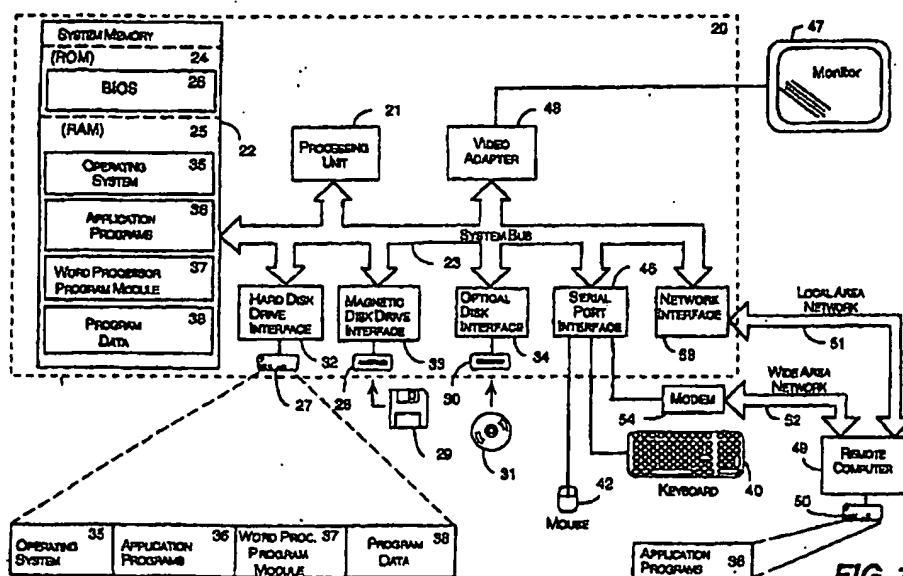 SYSTEM MEMORY
(ROM) 24
BIOS 26
(RAM) 25
22
OPERATING SYSTEM 35
APPLICATION PROGRAMS 36
WORD PROCESSOR PROGRAM MODULE 37
PROGRAM DATA 38
20
21
PROCESSING UNIT
48
VIDEO ADAPTER
47
Monitor
SYSTEM BUS
23
HARD DISK DRIVE INTERFACE
32
MAGNETIC DISK DRIVE INTERFACE
33
OPTICAL DISK INTERFACE
34
46
SERIAL PORT INTERFACE
NETWORK INTERFACE
53
LOCAL AREA NETWORK
51
WIDE AREA NETWORK
52
MODEM
54
27
28
29
30
31
42
MOUSE
KEYBOARD
40
49
REMOTE COMPUTER
50
OPERATING SYSTEM 35
APPLICATION PROGRAMS 36
WORD PROC. PROGRAM MODULE 37
PROGRAM DATA 38
APPLICATION PROGRAMS 36